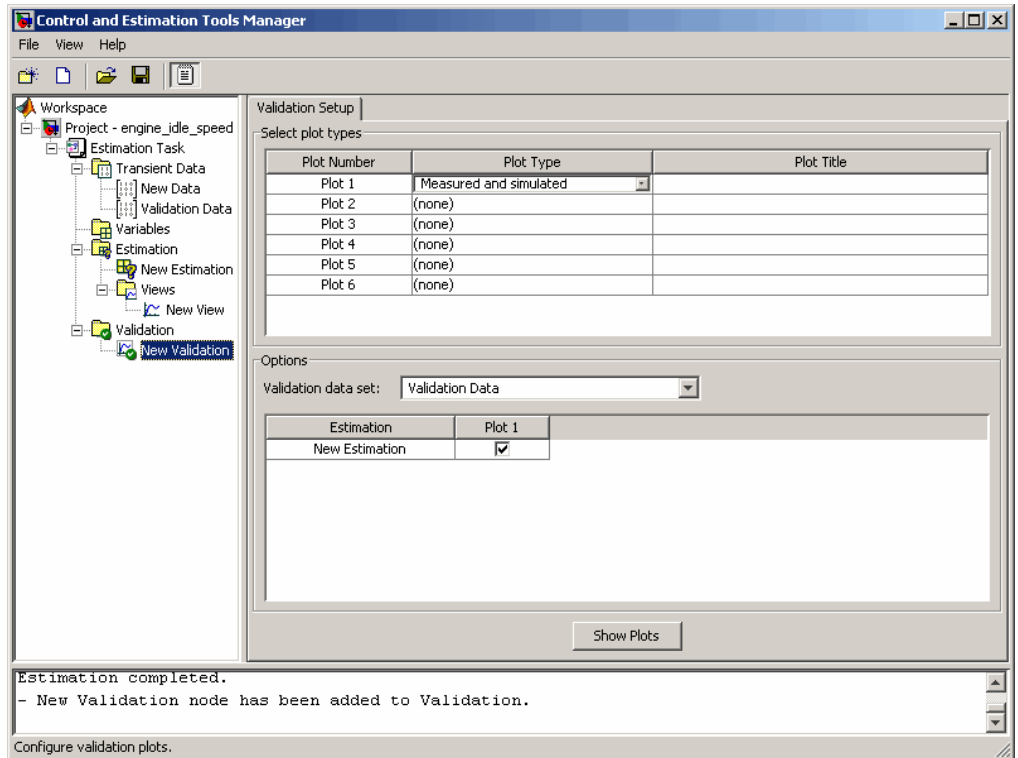 Control and Estimation Tools Manager
File View Help
Workspace
Project - engine_idle_speed
Estimation Task
Transient Data
New Data
Validation Data
Variables
Estimation
New Estimation
Views
New View
Validation
New Validation
Validation Setup
Select plot types
Plot Number Plot Type Plot Title
Plot 1 Measured and simulated
Plot 2 (none)
Plot 3 (none)
Plot 4 (none)
Plot 5 (none)
Plot 6 (none)
Options
Validation data set: Validation Data
Estimation Plot 1
New Estimation
Show Plots
Estimation completed.
- New Validation node has been added to Validation.
Configure validation plots.